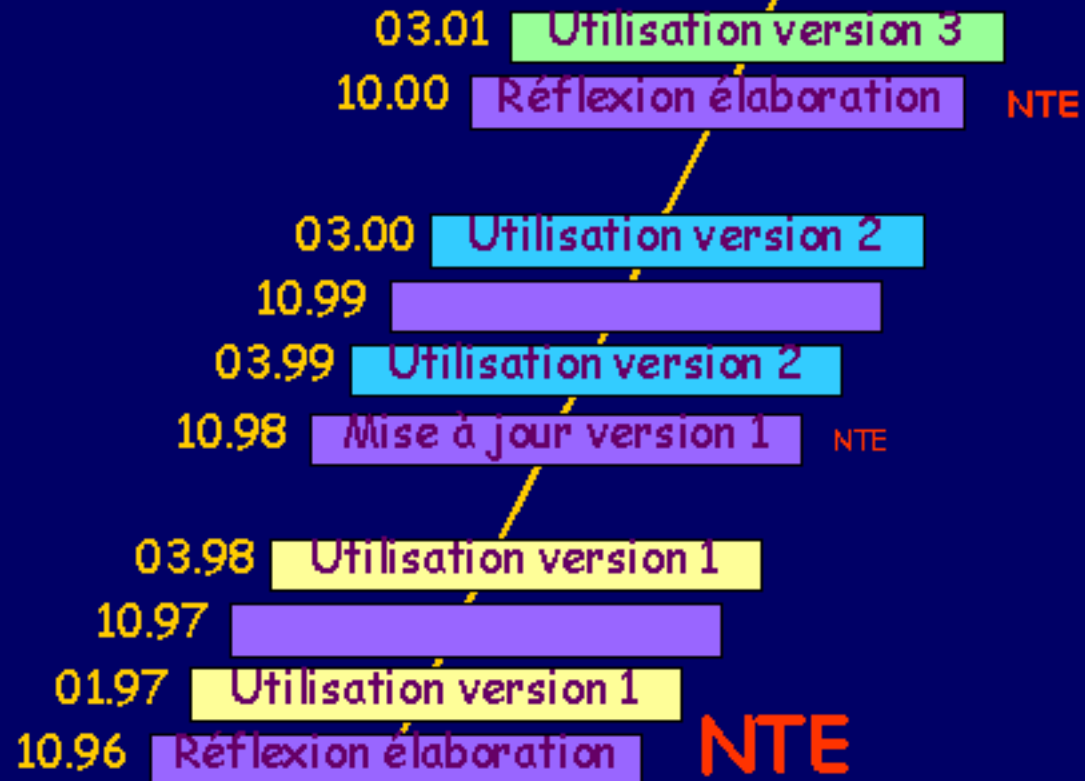 03.01 Utilisation version 3
10.00 Réflexion élaboration NTE
03.00 Utilisation version 2
10.99
03.99 Utilisation version 2
10.98 Mise à jour version 1 NTE
03.98 Utilisation version 1
10.97
01.97 Utilisation version 1
10.96 Réflexion élaboration NTE